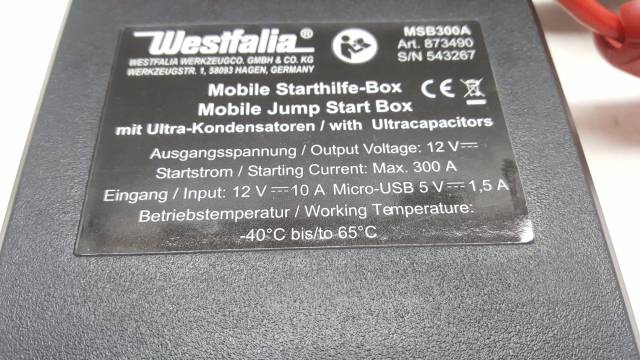 Westfalia
WESTFALIA WERKZEUGCO. GMBH & CO. KG
WERKZEUGSTR. 1, 58093 HAGEN, GERMANY
MSB300A
Art. 873490
S/N 543267
Mobile Starthilfe-Box
CE
Mobile Jump Start Box
mit Ultra-Kondensatoren / with Ultracapacitors
Ausgangsspannung / Output Voltage: 12 V⎓
Startstrom / Starting Current: Max. 300 A
Eingang / Input: 12 V⎓10 A Micro-USB 5 V⎓1,5 A
Betriebstemperatur / Working Temperature:
-40°C bis/to 65°C